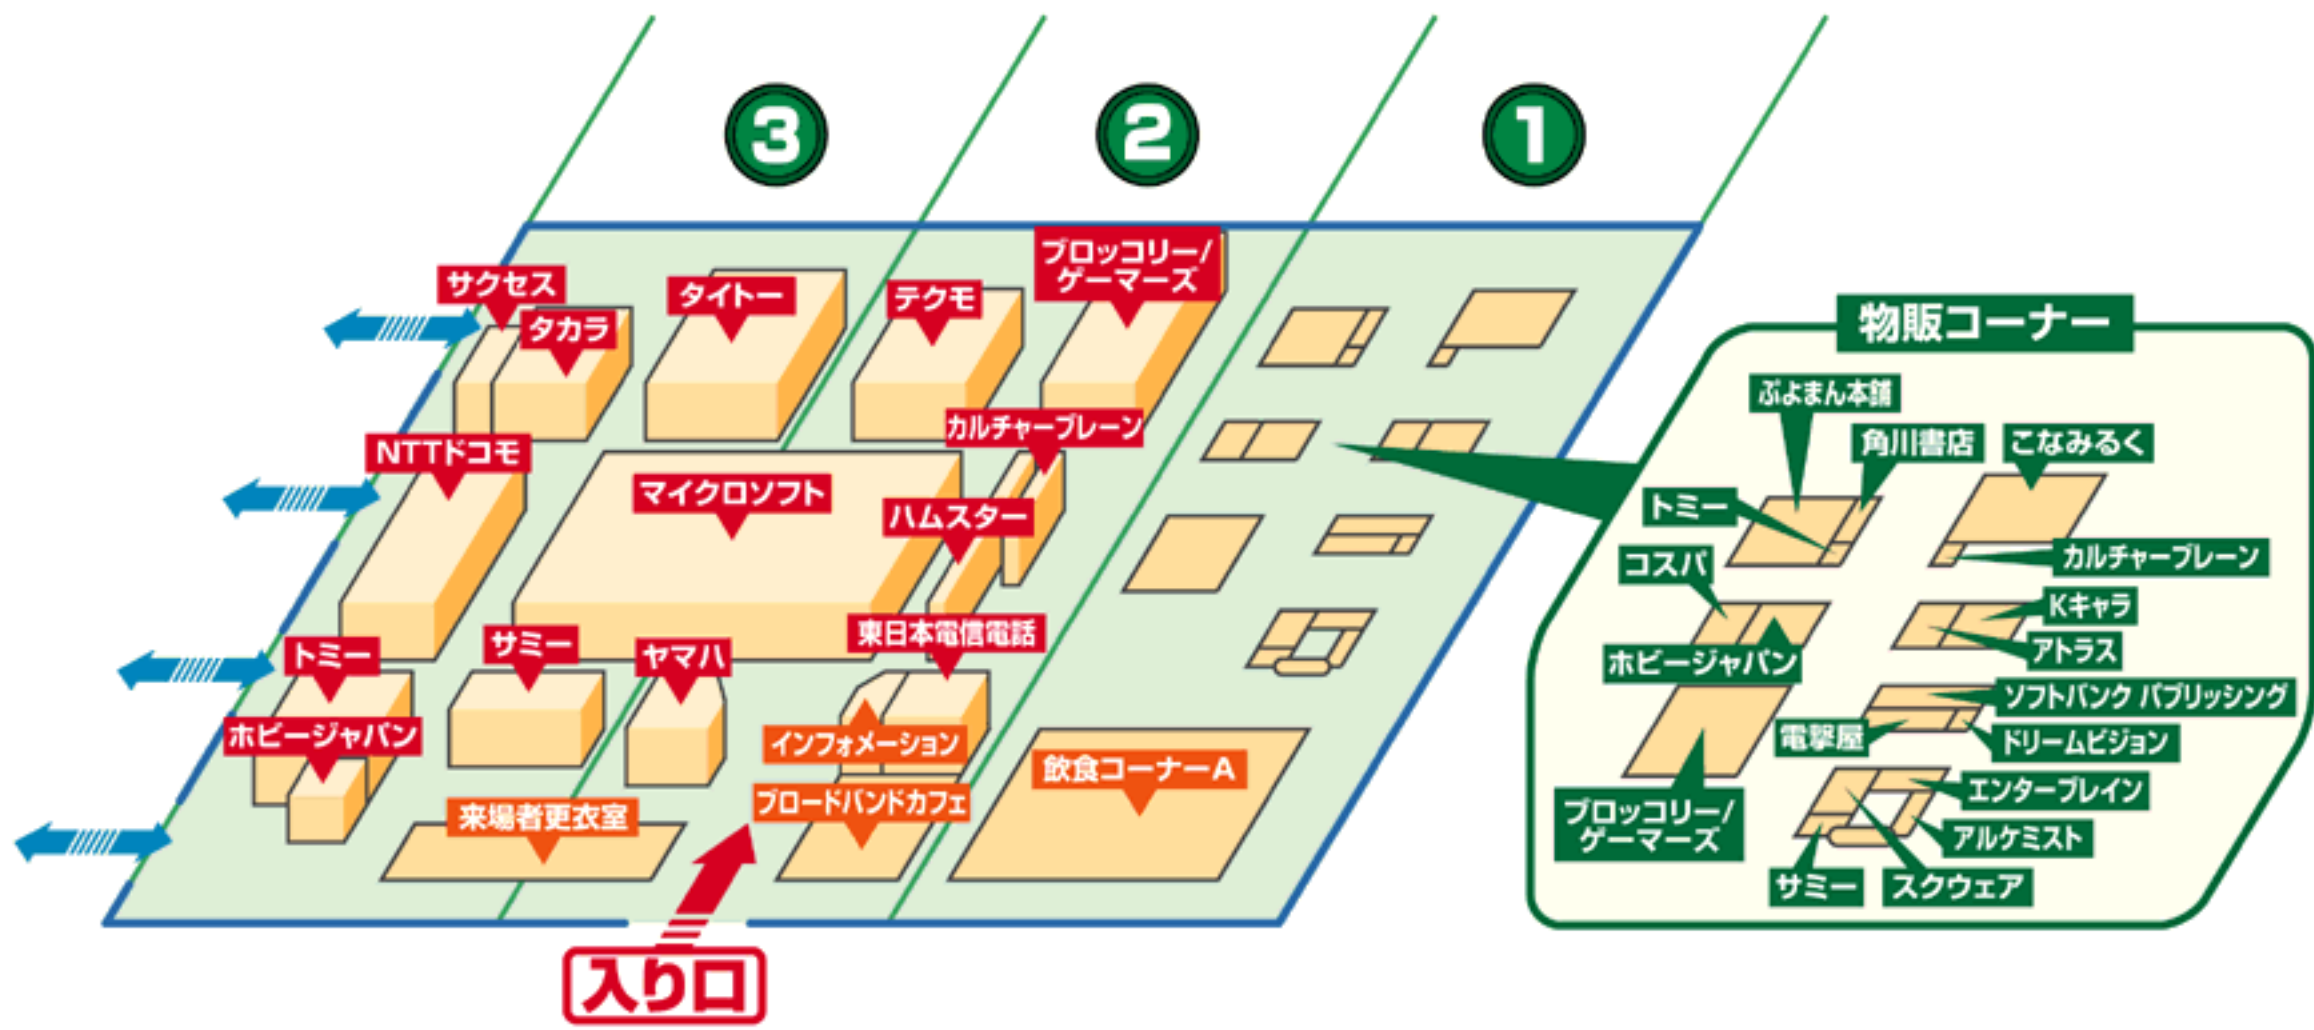 3
2
1
サクセス
タカラ
タイトー
テクモ
ブロッコリー/
ゲーマーズ
NTTドコモ
マイクロソフト
カルチャーブレーン
ハムスター
トミー
サミー
ヤマハ
東日本電信電話
ホビージャパン
インフォメーション
来場者更衣室
ブロードバンドカフェ
飲食コーナーA
入り口
物販コーナー
ぷよまん本舗
角川書店
こなみるく
トミー
コスパ
カルチャーブレーン
Kキャラ
ホビージャパン
アトラス
ソフトバンク パブリッシング
電撃屋
ドリームビジョン
エンターブレイン
ブロッコリー/
ゲーマーズ
アルケミスト
サミー
スクウェア